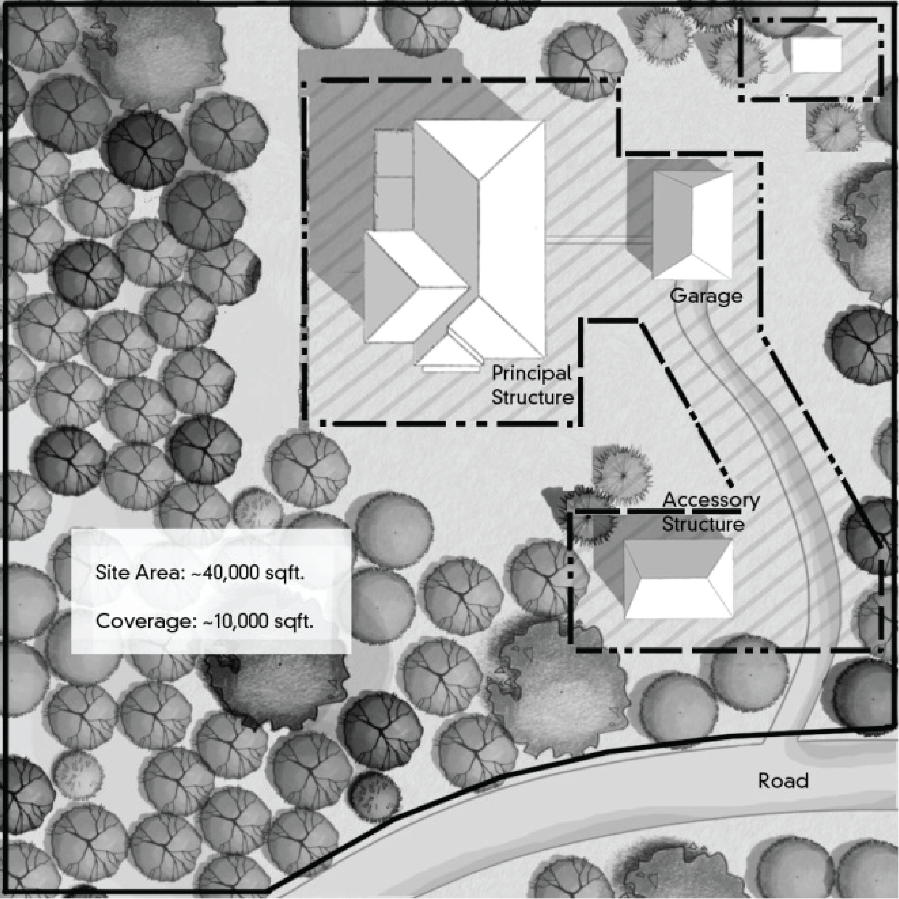 Garage
Principal
Structure
Accessory
Structure
Site Area: ~40,000 sqft.
Coverage: ~10,000 sqft.
Road